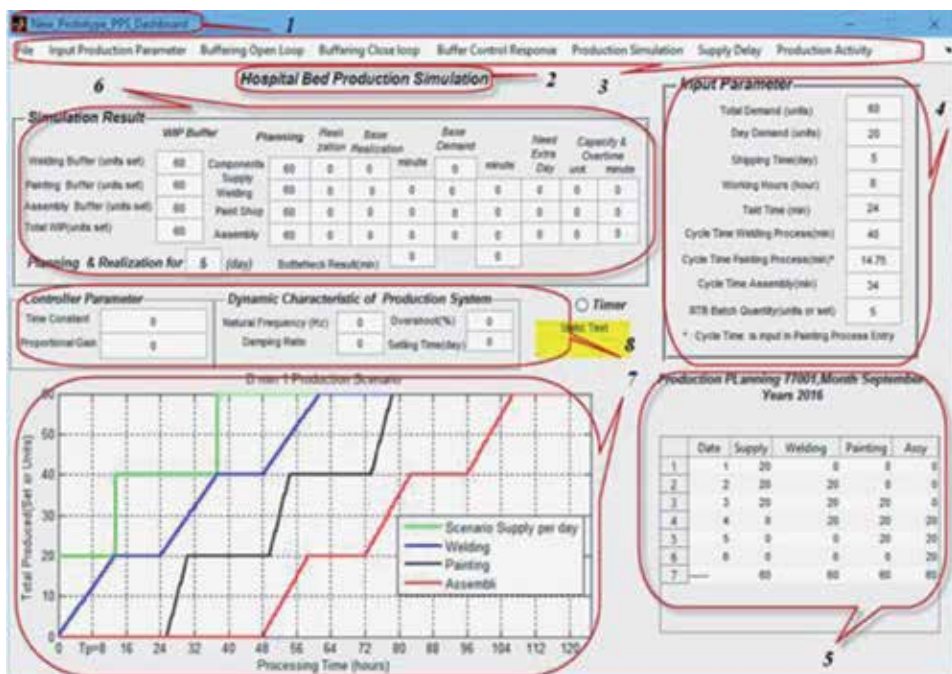 New_Prototype_PPS_Dashboard
1
File Input Production Parameter Buffering Open Loop Buffering Close loop Buffer Control Response Production Simulation Supply Delay Production Activity
6
Hospital Bed Production Simulation
2
3
4
Simulation Result
WIP Buffer Planning Reali zation Base Realization minute Base Demand minute Need Extra Day Capacity & Overtime unit minute
Welding Buffer (units set) 60 Components Supply 60 0 0 0
Painting Buffer (units set) 60 Welding 60 0 0 0 0 0 0 0 0
Assembly Buffer (units set) 60 Paint Shop 60 0 0 0 0 0 0 0 0
Total WIP(units set) 60 Assembly 60 0 0 0 0 0 0 0 0
Planning & Realization for 5 (day) BottleNeck Result(min) 0 0
Input Parameter
Total Demand (units) 60
Day Demand (units) 20
Shipping Time(day) 5
Working Hours (hour) 8
Takt Time (min) 24
Cycle Time Welding Process(min) 40
Cycle Time Painting Process(min)* 14.75
Cycle Time Assembly(min) 34
RTB Batch Quantity(units or set) 5
* : Cycle Time is input in Painting Process Entry
Controller Parameter
Time Constant 0
Proportional Gain 0
Dynamic Characteristic of Production System
Natural Frequency (Hz) 0 Overshoot(%) 0
Damping Ratio 0 Setling Time(day) 0
Timer
Static Text
8
7
D min 1 Production Scenario
Total Produced(Set or Units)
60
50
40
30
20
10
0
Scenario Supply per day
Welding
Painting
Assembli
0 Tp=8 16 24 32 40 48 56 64 72 80 88 96 104 112 120
Processing Time (hours)
Production PLanning 77001,Month September
Years 2016
Date Supply Welding Painting Assy
1 1 20 0 0 0
2 2 20 20 0 0
3 3 20 20 20 0
4 4 0 20 20 20
5 5 0 0 20 20
6 6 0 0 0 20
7 ----- 60 60 60 60
5